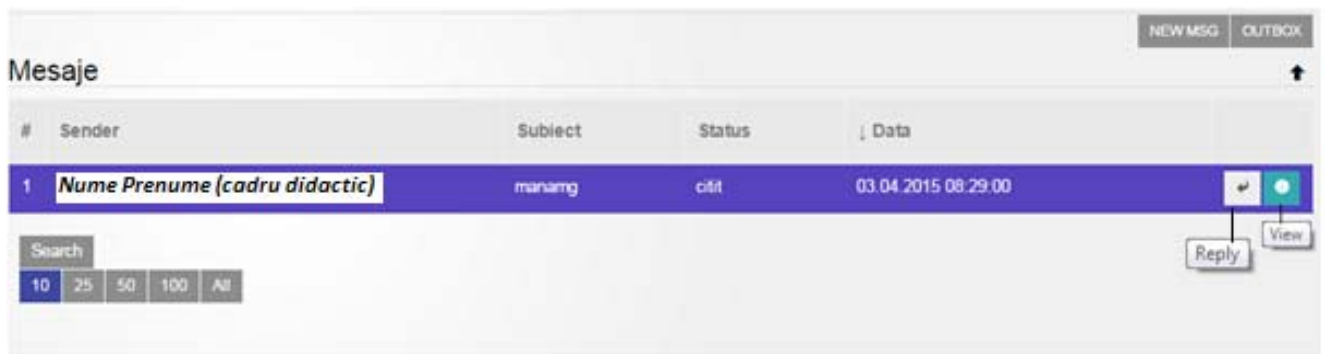 NEW MSG OUTBOX
Mesaje
# Sender Subiect Status ↓ Data
1 Nume Prenume (cadru didactic) manamg citit 03.04.2015 08:29:00
View
Reply
Search
10 25 50 100 All